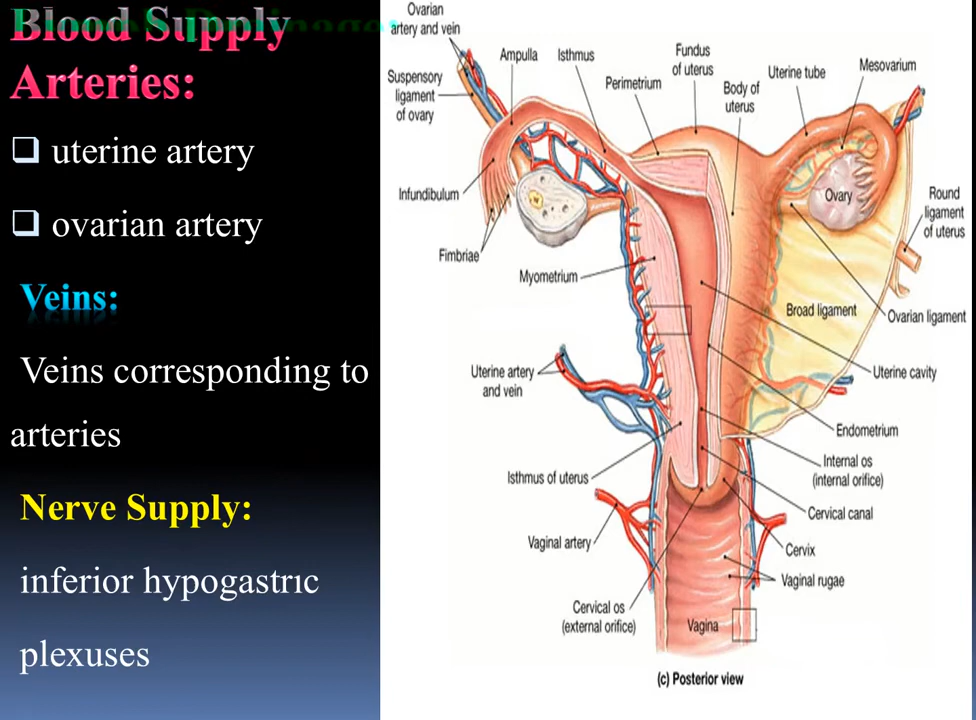 Blood Supply
Arteries:
❑ uterine artery
❑ ovarian artery
Veins:
Veins corresponding to
arteries
Nerve Supply:
inferior hypogastrıc
plexuses
Ovarian
artery and vein
Ampulla
Isthmus
Fundus
of uterus
Perimetrium
Body of
uterus
Uterine tube
Mesovarium
Suspensory
ligament
of ovary
Infundibulum
Ovary
Round
ligament
of uterus
Fimbriae
Myometrium
Broad ligament
Ovarian ligament
Uterine artery
and vein
Uterine cavity
Endometrium
Isthmus of uterus
Internal os
(internal orifice)
Cervical canal
Vaginal artery
Cervix
Vaginal rugae
Cervical os
(external orifice)
Vagina
(c) Posterior view